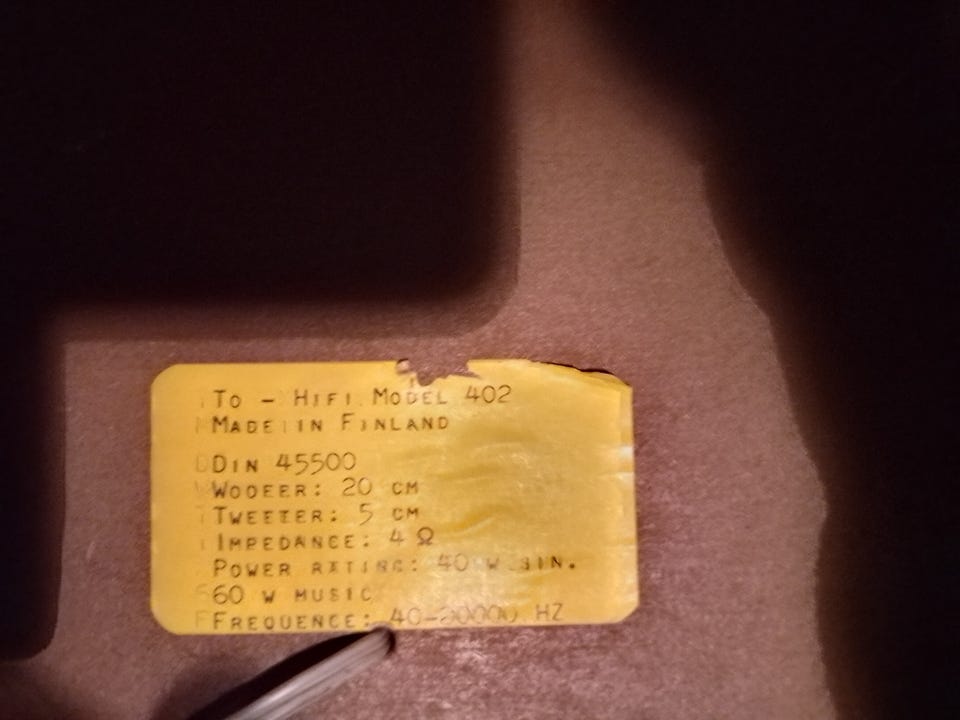 To - HiFi Model 402
Made in Finland
Din 45500
Wooeer: 20 cm
Tweeter: 5 cm
Impedance: 4 Ω
Power rating: 40 w sin.
60 w music
Frequence: 40-20000 Hz